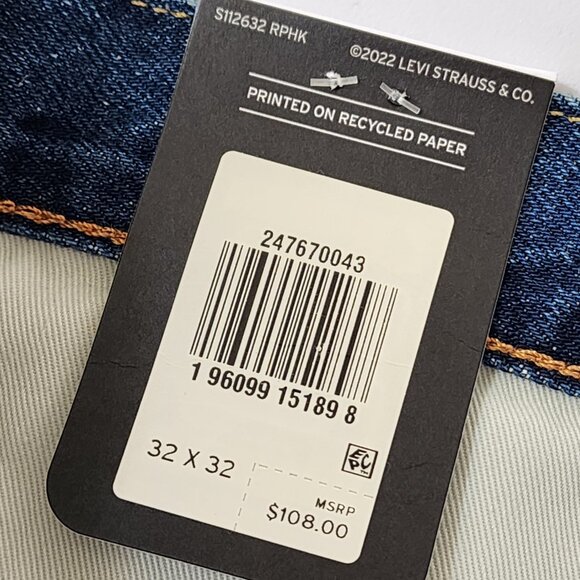 S112632 RPHK
©2022 LEVI STRAUSS & CO.
PRINTED ON RECYCLED PAPER
247670043
1 96099 15189 8
32 X 32
EPC
MSRP
$108.00